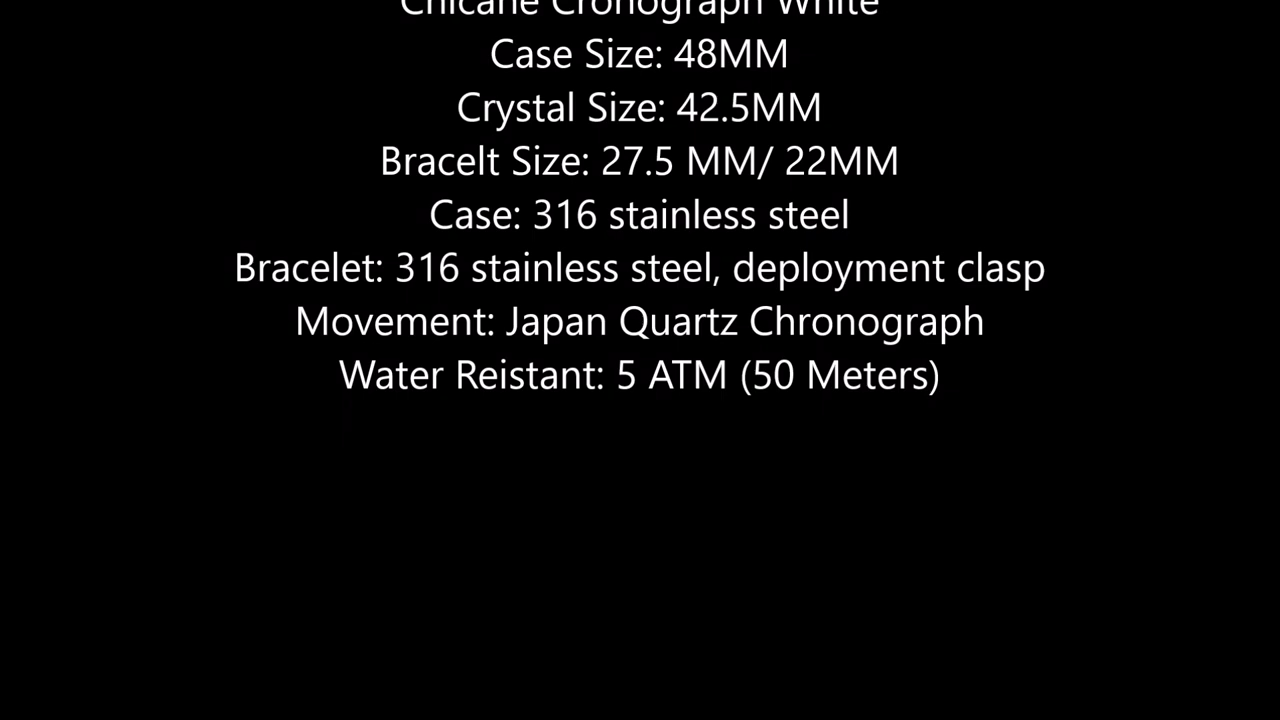 Chicane Cronograph White
Case Size: 48MM
Crystal Size: 42.5MM
Bracelt Size: 27.5 MM/ 22MM
Case: 316 stainless steel
Bracelet: 316 stainless steel, deployment clasp
Movement: Japan Quartz Chronograph
Water Reistant: 5 ATM (50 Meters)